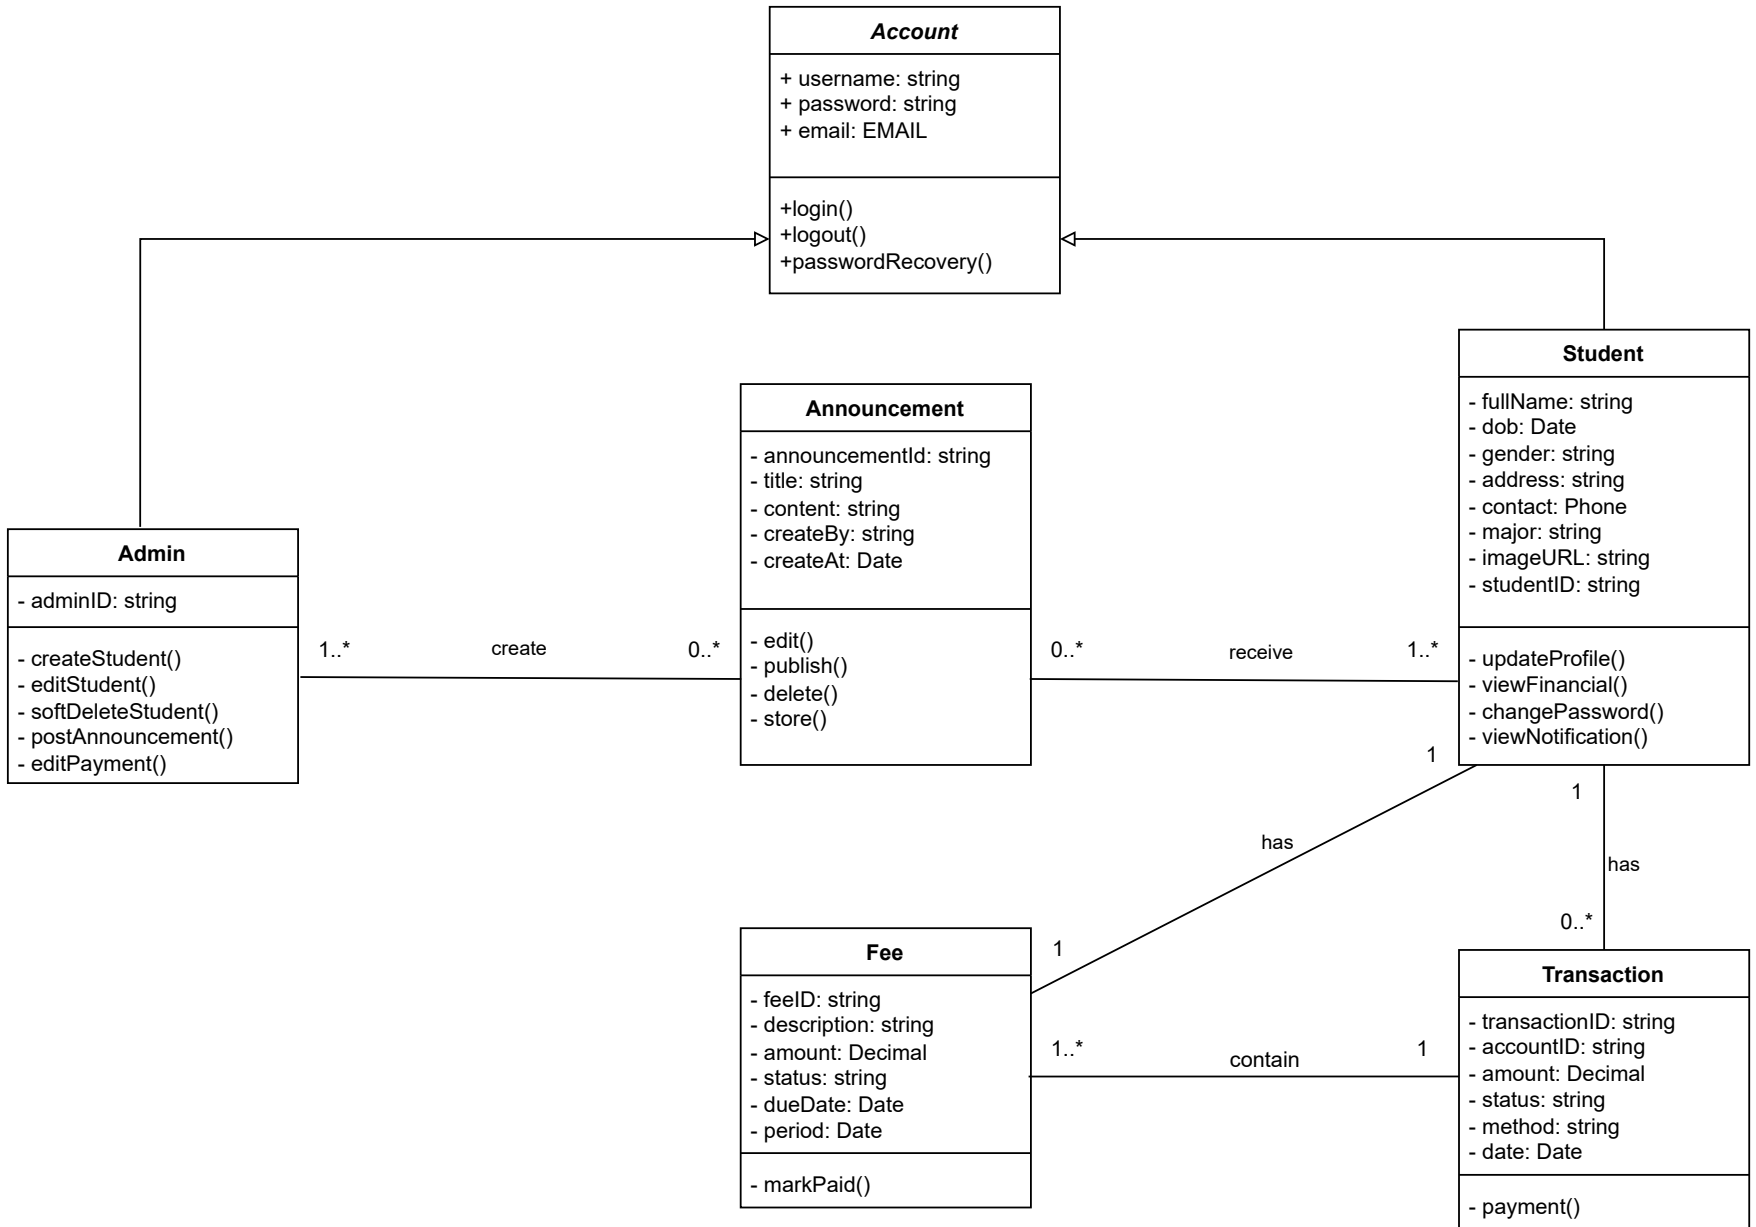 Account
+ username: string
+ password: string
+ email: EMAIL
+login()
+logout()
+passwordRecovery()
Student
- fullName: string
- dob: Date
- gender: string
- address: string
- contact: Phone
- major: string
- imageURL: string
- studentID: string
- updateProfile()
- viewFinancial()
- changePassword()
- viewNotification()
Announcement
- announcementId: string
- title: string
- content: string
- createBy: string
- createAt: Date
- edit()
- publish()
- delete()
- store()
Admin
- adminID: string
- createStudent()
- editStudent()
- softDeleteStudent()
- postAnnouncement()
- editPayment()
1..*
create
0..*
0..*
receive
1..*
1
has
1
1
has
0..*
Fee
- feeID: string
- description: string
- amount: Decimal
- status: string
- dueDate: Date
- period: Date
- markPaid()
1..*
contain
1
Transaction
- transactionID: string
- accountID: string
- amount: Decimal
- status: string
- method: string
- date: Date
- payment()